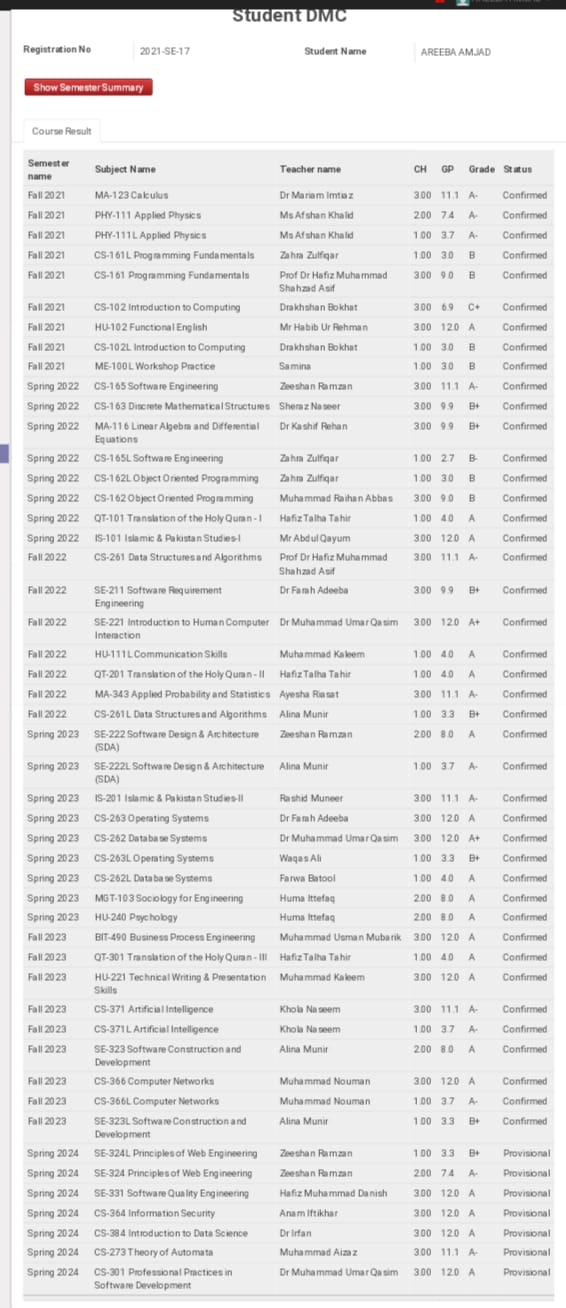 Student DMC
Registration No 2021-SE-17 Student Name AREEBA AMJAD
Show Semester Summary
Course Result
Semester name Subject Name Teacher name CH GP Grade Status
Fall 2021 MA-123 Calculus Dr Mariam Imtiaz 3.00 11.1 A- Confirmed
Fall 2021 PHY-111 Applied Physics Ms Afshan Khalid 2.00 7.4 A- Confirmed
Fall 2021 PHY-111L Applied Physics Ms Afshan Khalid 1.00 3.7 A- Confirmed
Fall 2021 CS-161L Programming Fundamentals Zahra Zulfiqar 1.00 3.0 B Confirmed
Fall 2021 CS-161 Programming Fundamentals Prof Dr Hafiz Muhammad Shahzad Asif 3.00 9.0 B Confirmed
Fall 2021 CS-102 Introduction to Computing Drakhshan Bokhat 3.00 6.9 C+ Confirmed
Fall 2021 HU-102 Functional English Mr Habib Ur Rehman 3.00 12.0 A Confirmed
Fall 2021 CS-102L Introduction to Computing Drakhshan Bokhat 1.00 3.0 B Confirmed
Fall 2021 ME-100L Workshop Practice Samina 1.00 3.0 B Confirmed
Spring 2022 CS-165 Software Engineering Zeeshan Ramzan 3.00 11.1 A- Confirmed
Spring 2022 CS-163 Discrete Mathematical Structures Sheraz Naseer 3.00 9.9 B+ Confirmed
Spring 2022 MA-116 Linear Algebra and Differential Equations Dr Kashif Rehan 3.00 9.9 B+ Confirmed
Spring 2022 CS-165L Software Engineering Zahra Zulfiqar 1.00 2.7 B- Confirmed
Spring 2022 CS-162L Object Oriented Programming Zahra Zulfiqar 1.00 3.0 B Confirmed
Spring 2022 CS-162 Object Oriented Programming Muhammad Raihan Abbas 3.00 9.0 B Confirmed
Spring 2022 QT-101 Translation of the Holy Quran - I Hafiz Talha Tahir 1.00 4.0 A Confirmed
Spring 2022 IS-101 Islamic & Pakistan Studies-I Mr Abdul Qayum 3.00 12.0 A Confirmed
Fall 2022 CS-261 Data Structures and Algorithms Prof Dr Hafiz Muhammad Shahzad Asif 3.00 11.1 A- Confirmed
Fall 2022 SE-211 Software Requirement Engineering Dr Farah Adeeba 3.00 9.9 B+ Confirmed
Fall 2022 SE-221 Introduction to Human Computer Interaction Dr Muhammad Umar Qasim 3.00 12.0 A+ Confirmed
Fall 2022 HU-111L Communication Skills Muhammad Kaleem 1.00 4.0 A Confirmed
Fall 2022 QT-201 Translation of the Holy Quran - II Hafiz Talha Tahir 1.00 4.0 A Confirmed
Fall 2022 MA-343 Applied Probability and Statistics Ayesha Riasat 3.00 11.1 A- Confirmed
Fall 2022 CS-261L Data Structures and Algorithms Alina Munir 1.00 3.3 B+ Confirmed
Spring 2023 SE-222 Software Design & Architecture (SDA) Zeeshan Ramzan 2.00 8.0 A Confirmed
Spring 2023 SE-222L Software Design & Architecture (SDA) Alina Munir 1.00 3.7 A- Confirmed
Spring 2023 IS-201 Islamic & Pakistan Studies-II Rashid Muneer 3.00 11.1 A- Confirmed
Spring 2023 CS-263 Operating Systems Dr Farah Adeeba 3.00 12.0 A Confirmed
Spring 2023 CS-262 Database Systems Dr Muhammad Umar Qasim 3.00 12.0 A+ Confirmed
Spring 2023 CS-263L Operating Systems Waqas Ali 1.00 3.3 B+ Confirmed
Spring 2023 CS-262L Database Systems Farwa Batool 1.00 4.0 A Confirmed
Spring 2023 MGT-103 Sociology for Engineering Huma Ittefaq 2.00 8.0 A Confirmed
Spring 2023 HU-240 Psychology Huma Ittefaq 2.00 8.0 A Confirmed
Fall 2023 BIT-490 Business Process Engineering Muhammad Usman Mubarik 3.00 12.0 A Confirmed
Fall 2023 QT-301 Translation of the Holy Quran - III Hafiz Talha Tahir 1.00 4.0 A Confirmed
Fall 2023 HU-221 Technical Writing & Presentation Skills Muhammad Kaleem 3.00 12.0 A Confirmed
Fall 2023 CS-371 Artificial Intelligence Khola Naseem 3.00 11.1 A- Confirmed
Fall 2023 CS-371L Artificial Intelligence Khola Naseem 1.00 3.7 A- Confirmed
Fall 2023 SE-323 Software Construction and Development Alina Munir 2.00 8.0 A Confirmed
Fall 2023 CS-366 Computer Networks Muhammad Nouman 3.00 12.0 A Confirmed
Fall 2023 CS-366L Computer Networks Muhammad Nouman 1.00 3.7 A- Confirmed
Fall 2023 SE-323L Software Construction and Development Alina Munir 1.00 3.3 B+ Confirmed
Spring 2024 SE-324L Principles of Web Engineering Zeeshan Ramzan 1.00 3.3 B+ Provisional
Spring 2024 SE-324 Principles of Web Engineering Zeeshan Ramzan 2.00 7.4 A- Provisional
Spring 2024 SE-331 Software Quality Engineering Hafiz Muhammad Danish 3.00 12.0 A Provisional
Spring 2024 CS-364 Information Security Anam Iftikhar 3.00 12.0 A Provisional
Spring 2024 CS-384 Introduction to Data Science Dr Irfan 3.00 12.0 A Provisional
Spring 2024 CS-273 Theory of Automata Muhammad Aizaz 3.00 11.1 A- Provisional
Spring 2024 CS-301 Professional Practices in Software Development Dr Muhammad Umar Qasim 3.00 12.0 A Provisional